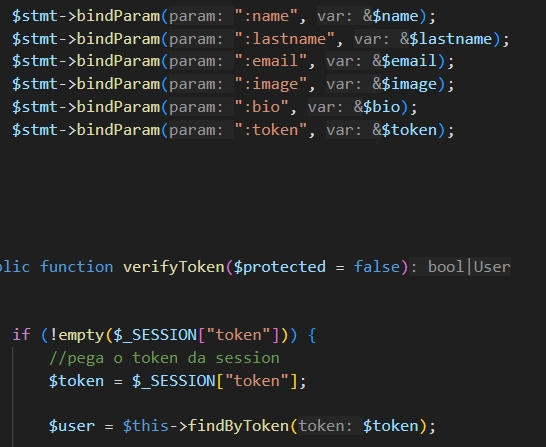 $stmt->bindParam(param: ":name", var: &$name);
$stmt->bindParam(param: ":lastname", var: &$lastname);
$stmt->bindParam(param: ":email", var: &$email);
$stmt->bindParam(param: ":image", var: &$image);
$stmt->bindParam(param: ":bio", var: &$bio);
$stmt->bindParam(param: ":token", var: &$token);
blic function verifyToken($protected = false): bool|User
if (!empty($_SESSION["token"])) {
//pega o token da session
$token = $_SESSION["token"];
$user = $this->findByToken(token: $token);